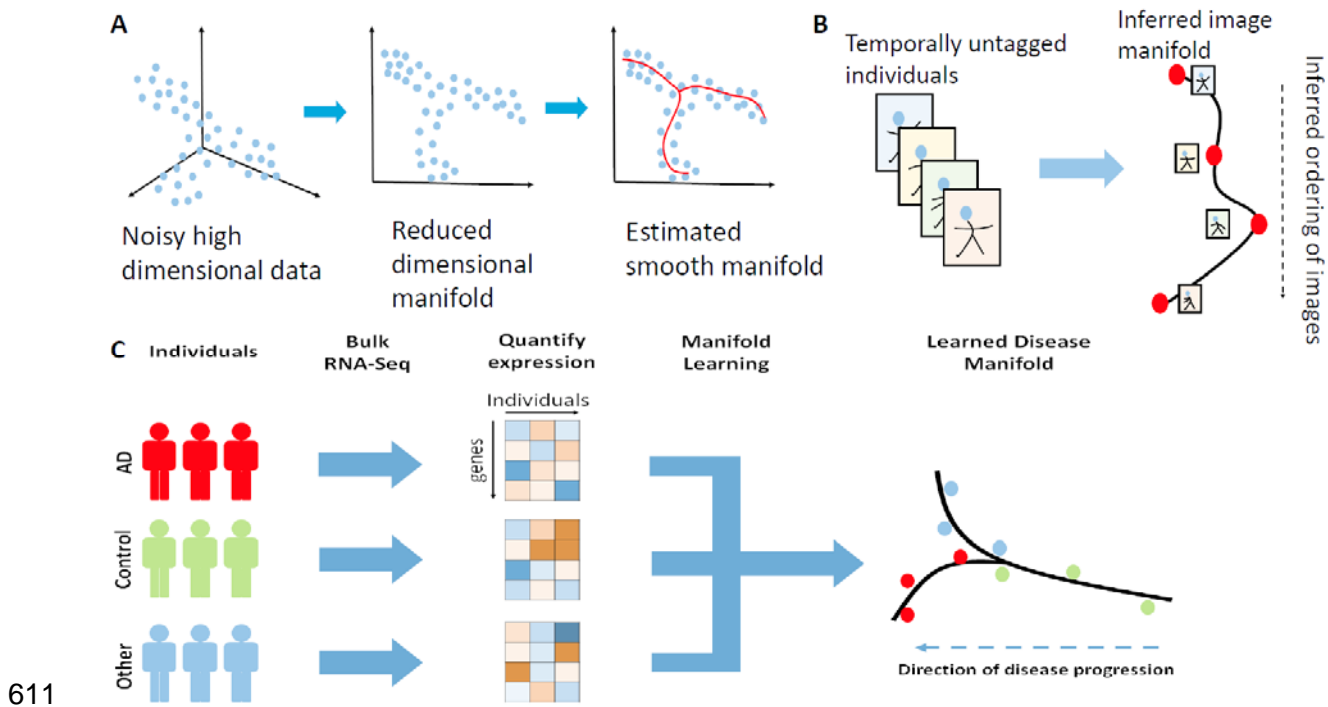 A
Noisy high
dimensional data
Reduced
dimensional
manifold
Estimated
smooth manifold
B
Temporally untagged
individuals
Inferred image
manifold
Inferred ordering of images
C
Individuals
Bulk
RNA-Seq
Quantify
expression
Manifold
Learning
Learned Disease
Manifold
Individuals
genes
AD
Control
Other
Direction of disease progression
611